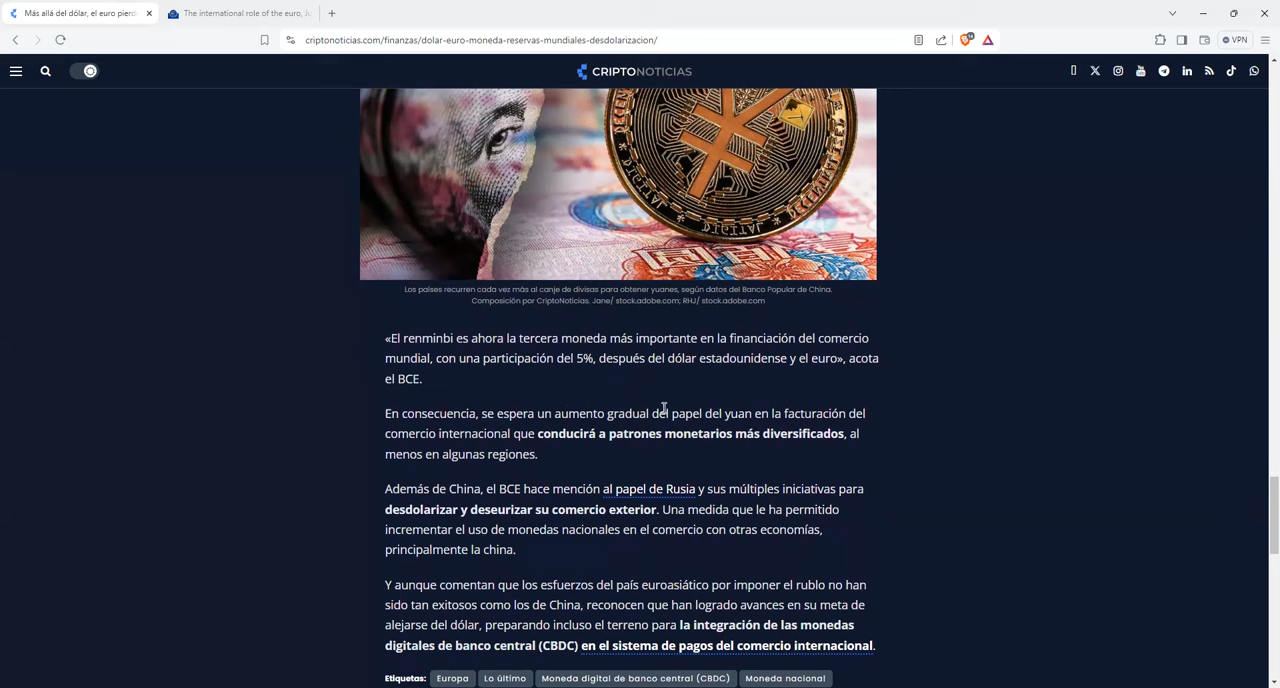 Más allá del dólar, el euro pierd
The international role of the euro, Ju
criptonoticias.com/finanzas/dolar-euro-moneda-reservas-mundiales-desdolarizacion/
VPN
CRIPTONOTICIAS
Los países recurren cada vez más al canje de divisas para obtener yuanes, según datos del Banco Popular de China.
Composición por CriptoNoticias. Jane/ stock.adobe.com; RHJ/ stock.adobe.com
«El renminbi es ahora la tercera moneda más importante en la financiación del comercio
mundial, con una participación del 5%, después del dólar estadounidense y el euro», acota
el BCE.
En consecuencia, se espera un aumento gradual del papel del yuan en la facturación del
comercio internacional que conducirá a patrones monetarios más diversificados, al
menos en algunas regiones.
Además de China, el BCE hace mención al papel de Rusia y sus múltiples iniciativas para
desdolarizar y deseurizar su comercio exterior. Una medida que le ha permitido
incrementar el uso de monedas nacionales en el comercio con otras economías,
principalmente la china.
Y aunque comentan que los esfuerzos del país euroasiático por imponer el rublo no han
sido tan exitosos como los de China, reconocen que han logrado avances en su meta de
alejarse del dólar, preparando incluso el terreno para la integración de las monedas
digitales de banco central (CBDC) en el sistema de pagos del comercio internacional.
Etiquetas: Europa Lo último Moneda digital de banco central (CBDC) Moneda nacional